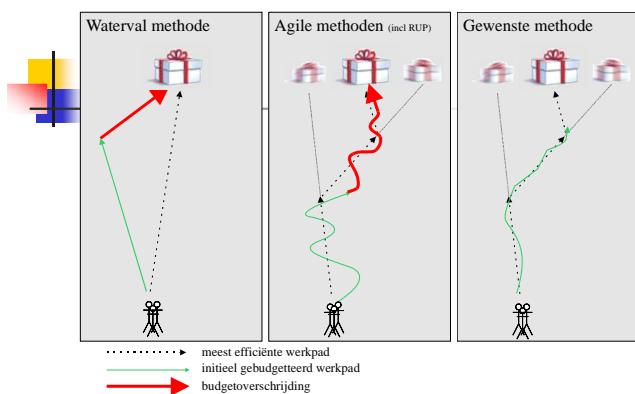 Waterval methode
Agile methoden (incl RUP)
Gewenste methode
meest efficiënte werkpad
initieel gebudgetteerd werkpad
budgetoverschrijding